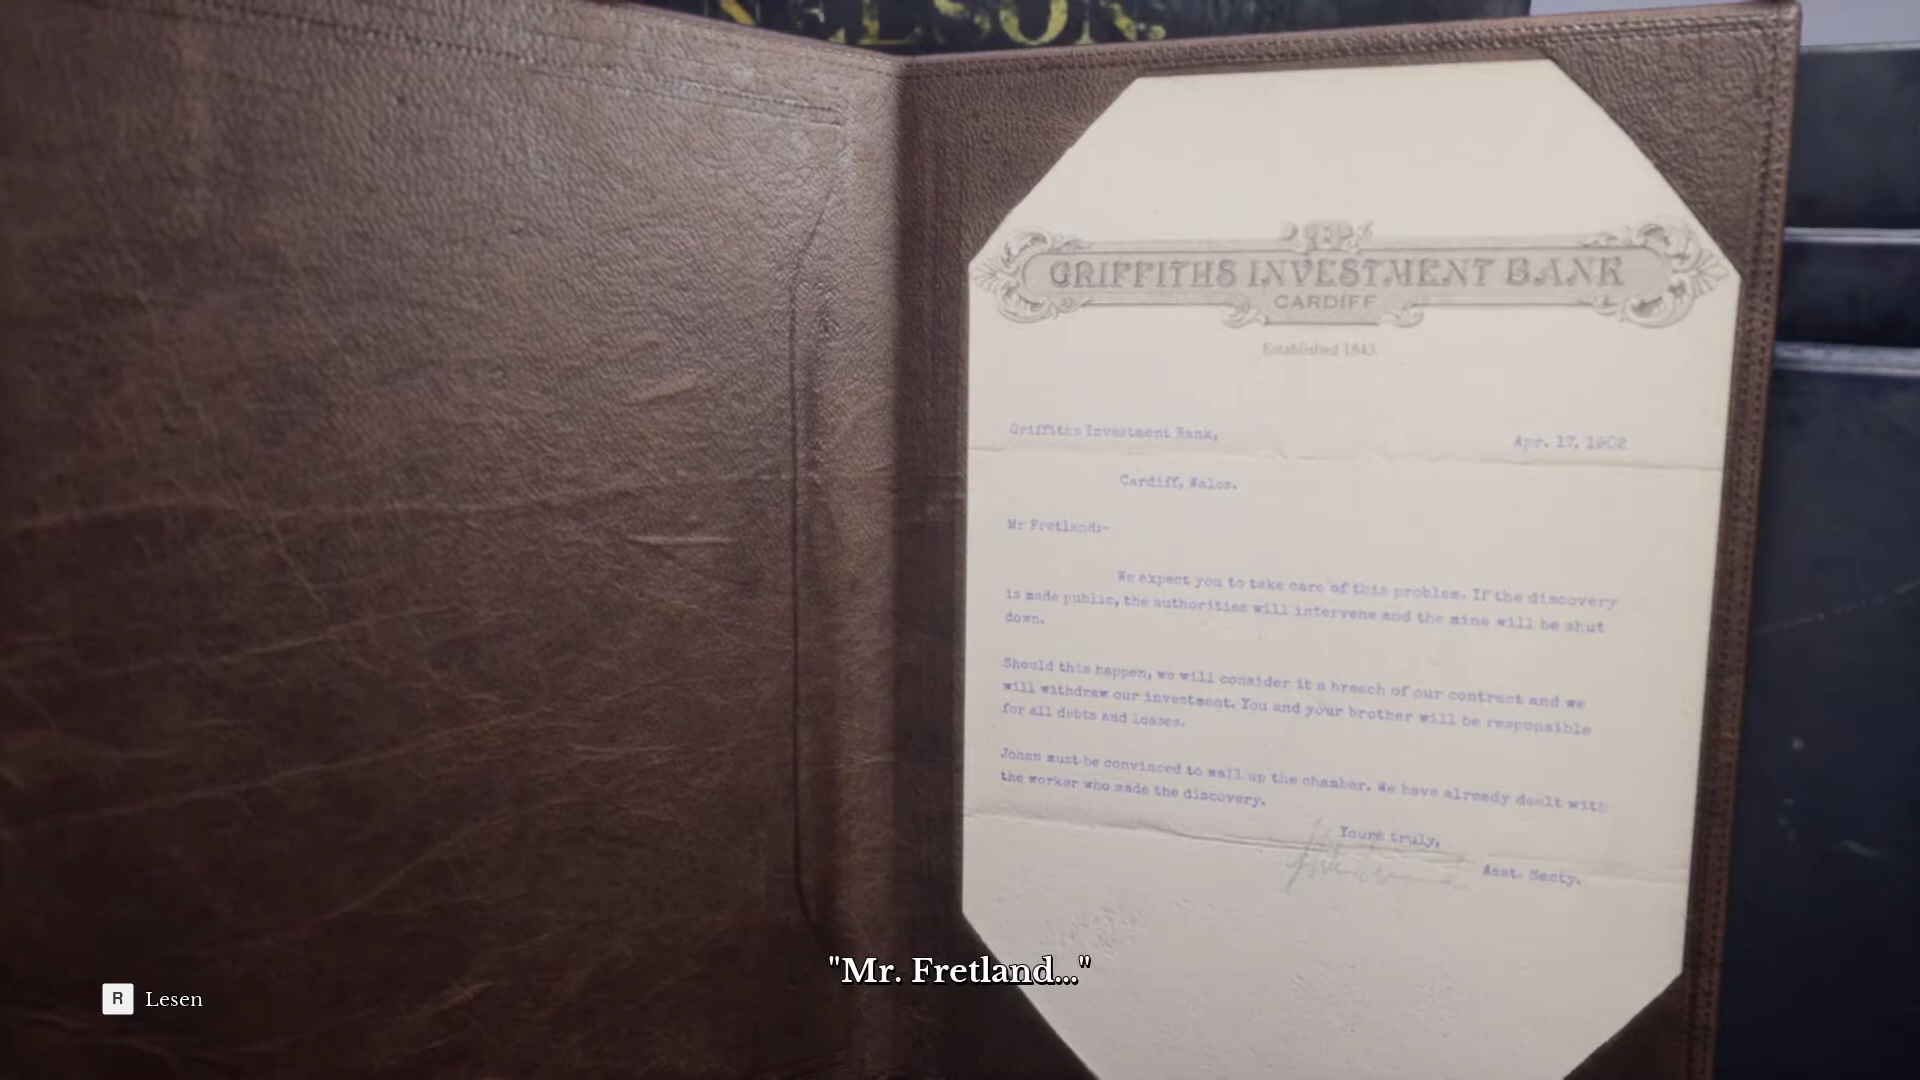 NELSON
GRIFFITHS INVESTMENT BANK
CARDIFF
Established 1843.
Griffiths Investment Bank,
Apr. 17, 1902
Cardiff, Wales.
Mr Fretland:-
We expect you to take care of this problem. If the discovery
is made public, the authorities will intervene and the mine will be shut
down.
Should this happen, we will consider it a breach of our contract and we
will withdraw our investment. You and your brother will be responsible
for all debts and losses.
Johan must be convinced to wall up the chamber. We have already dealt with
the worker who made the discovery.
Yours truly,
Asst. Secty.
"Mr. Fretland..."
R Lesen